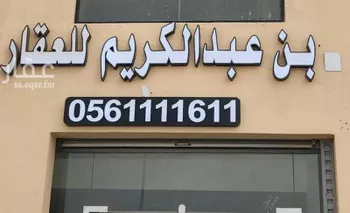 بن عبدالكريم للعقار
0561111611
عقار
sa.aqar.fm